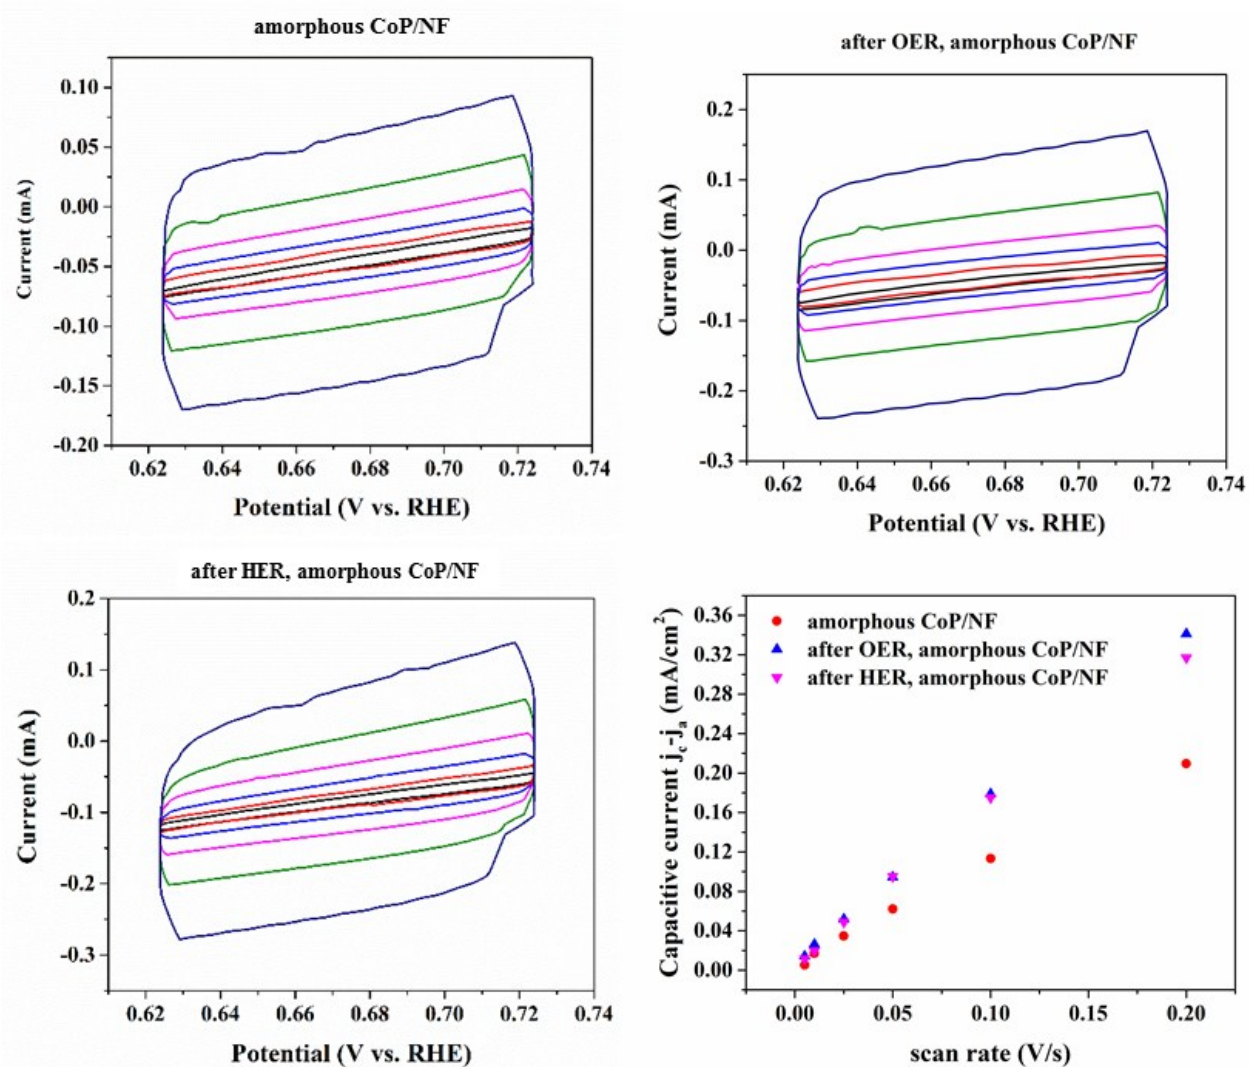 amorphous CoP/NF
0.10
0.05
0.00
-0.05
-0.10
-0.15
-0.20
Current (mA)
0.62 0.64 0.66 0.68 0.70 0.72 0.74
Potential (V vs. RHE)
after OER, amorphous CoP/NF
0.2
0.1
0.0
-0.1
-0.2
-0.3
Current (mA)
0.62 0.64 0.66 0.68 0.70 0.72 0.74
Potential (V vs. RHE)
after HER, amorphous CoP/NF
0.2
0.1
0.0
-0.1
-0.2
-0.3
Current (mA)
0.62 0.64 0.66 0.68 0.70 0.72 0.74
Potential (V vs. RHE)
amorphous CoP/NF
after OER, amorphous CoP/NF
after HER, amorphous CoP/NF
0.36
0.32
0.28
0.24
0.20
0.16
0.12
0.08
0.04
0.00
Capacitive current j_c-j_a (mA/cm²)
0.00 0.05 0.10 0.15 0.20
scan rate (V/s)